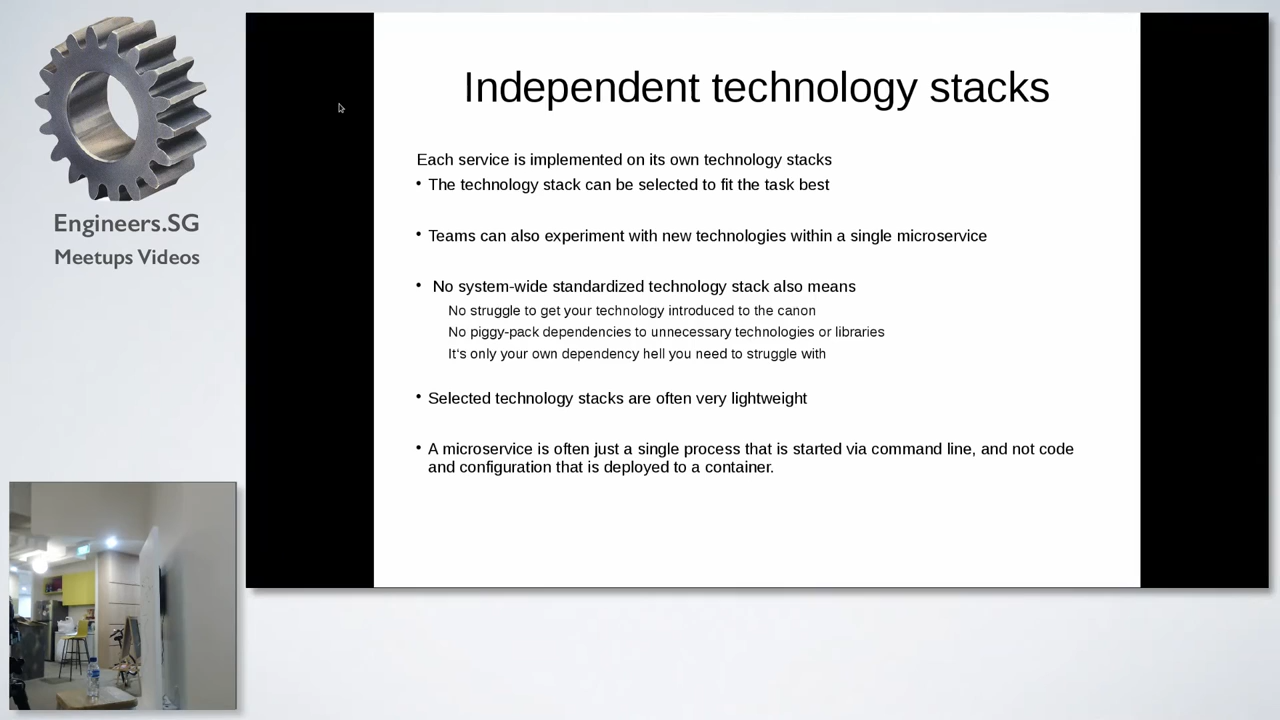 Engineers.SG
Meetups Videos
Independent technology stacks
Each service is implemented on its own technology stacks
• The technology stack can be selected to fit the task best
• Teams can also experiment with new technologies within a single microservice
• No system-wide standardized technology stack also means
No struggle to get your technology introduced to the canon
No piggy-pack dependencies to unnecessary technologies or libraries
It's only your own dependency hell you need to struggle with
• Selected technology stacks are often very lightweight
• A microservice is often just a single process that is started via command line, and not code
and configuration that is deployed to a container.